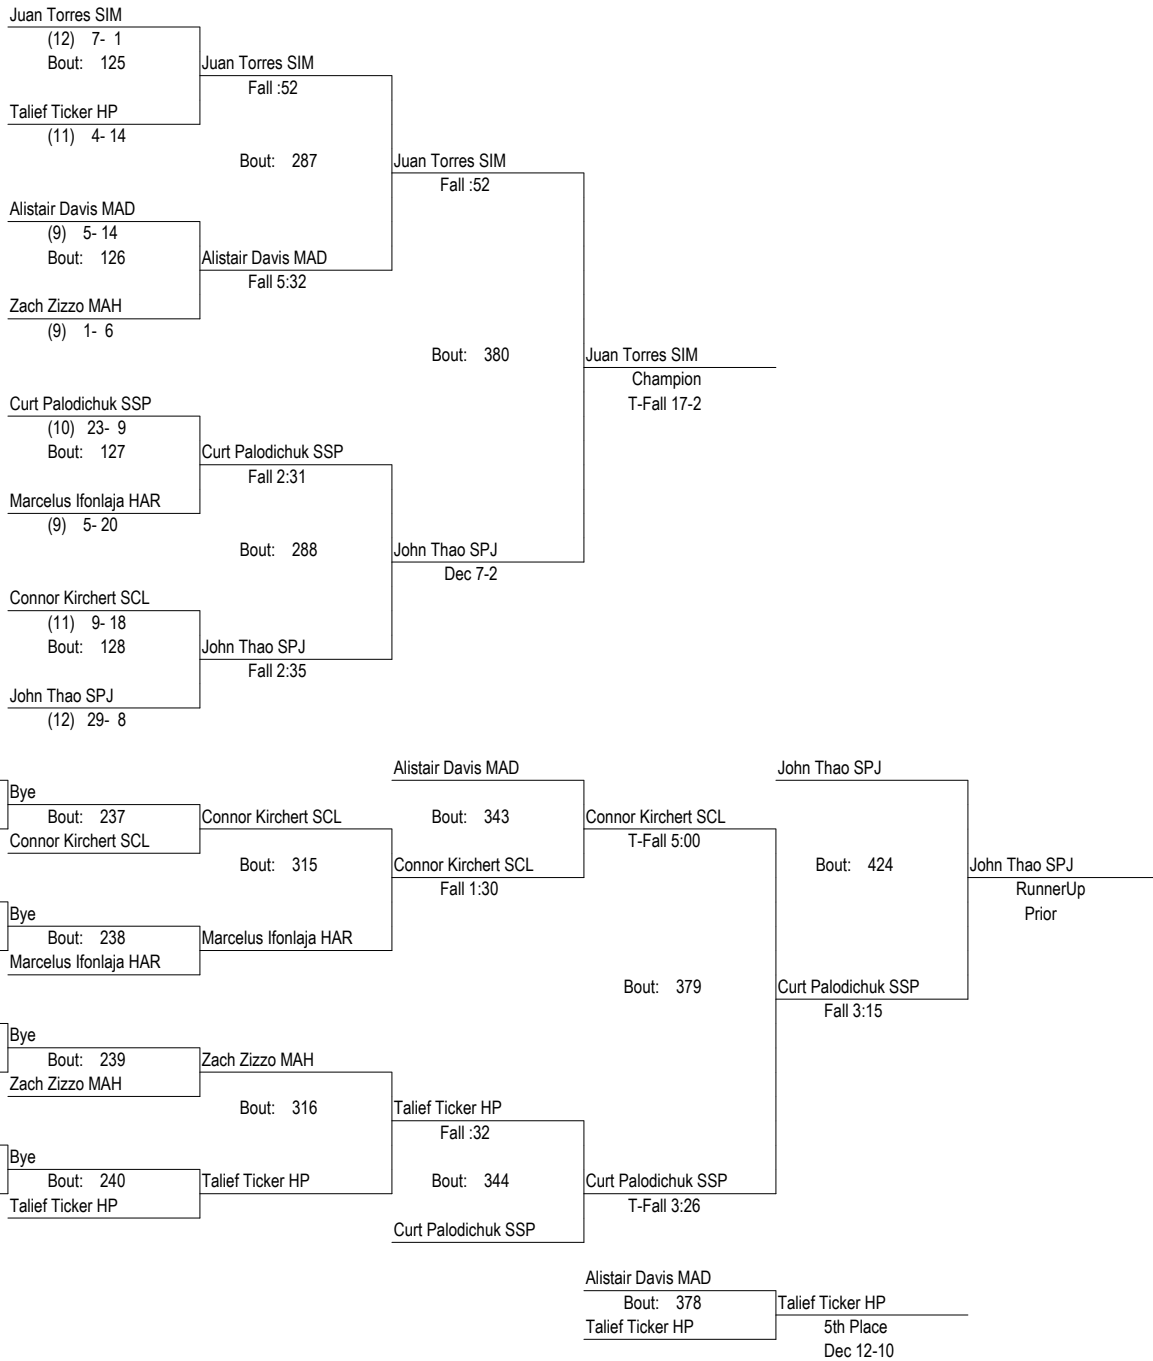 Juan Torres SIM
(12) 7- 1
Bout: 125
Juan Torres SIM
Fall :52
Talief Ticker HP
(11) 4- 14
Bout: 287
Juan Torres SIM
Fall :52
Alistair Davis MAD
(9) 5- 14
Bout: 126
Alistair Davis MAD
Fall 5:32
Zach Zizzo MAH
(9) 1- 6
Bout: 380
Juan Torres SIM
Champion
T-Fall 17-2
Curt Palodichuk SSP
(10) 23- 9
Bout: 127
Curt Palodichuk SSP
Fall 2:31
Marcelus Ifonlaja HAR
(9) 5- 20
Bout: 288
John Thao SPJ
Dec 7-2
Connor Kirchert SCL
(11) 9- 18
Bout: 128
John Thao SPJ
Fall 2:35
John Thao SPJ
(12) 29- 8
Alistair Davis MAD
John Thao SPJ
Bye
Bout: 237
Connor Kirchert SCL
Bout: 343
Connor Kirchert SCL
T-Fall 5:00
Connor Kirchert SCL
Bout: 315
Connor Kirchert SCL
Fall 1:30
Bout: 424
John Thao SPJ
RunnerUp
Prior
Bye
Bout: 238
Marcelus Ifonlaja HAR
Marcelus Ifonlaja HAR
Bout: 379
Curt Palodichuk SSP
Fall 3:15
Bye
Bout: 239
Zach Zizzo MAH
Zach Zizzo MAH
Bout: 316
Talief Ticker HP
Fall :32
Bye
Bout: 240
Talief Ticker HP
Bout: 344
Curt Palodichuk SSP
T-Fall 3:26
Talief Ticker HP
Curt Palodichuk SSP
Alistair Davis MAD
Bout: 378
Talief Ticker HP
Talief Ticker HP
5th Place
Dec 12-10